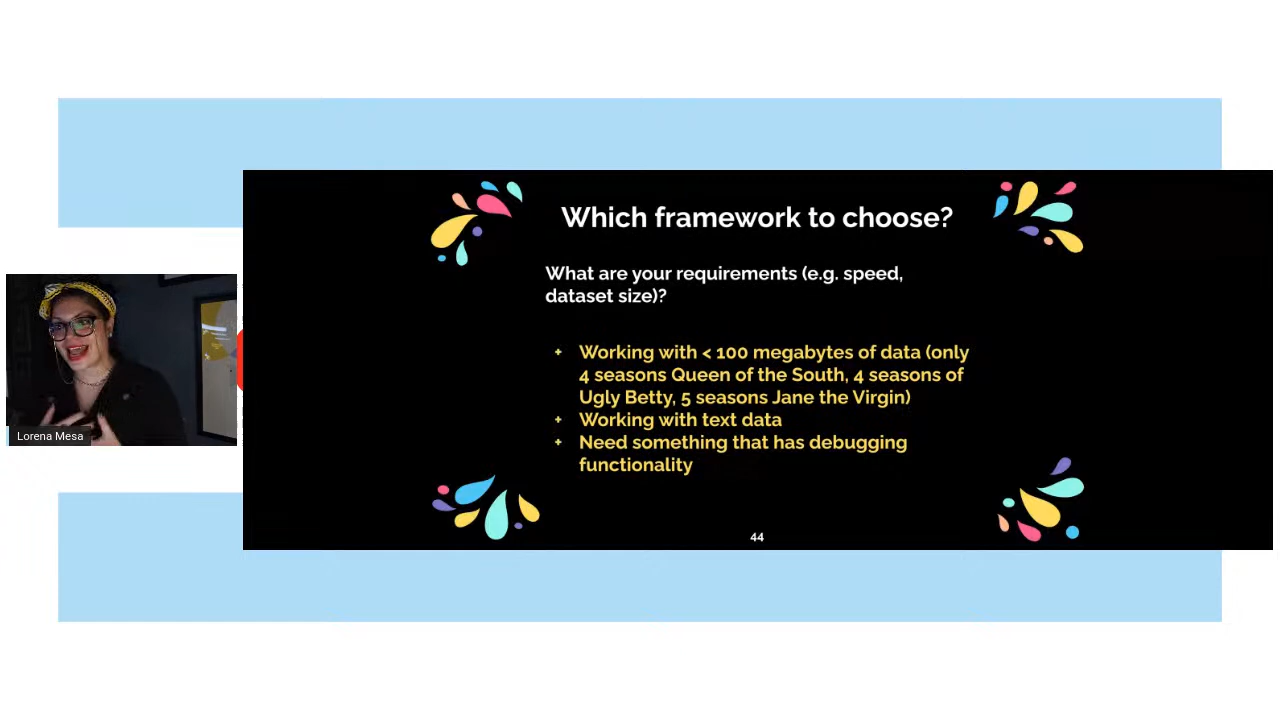 Which framework to choose?
What are your requirements (e.g. speed,
dataset size)?
+ Working with < 100 megabytes of data (only
4 seasons Queen of the South, 4 seasons of
Ugly Betty, 5 seasons Jane the Virgin)
+ Working with text data
+ Need something that has debugging
functionality
44
Lorena Mesa